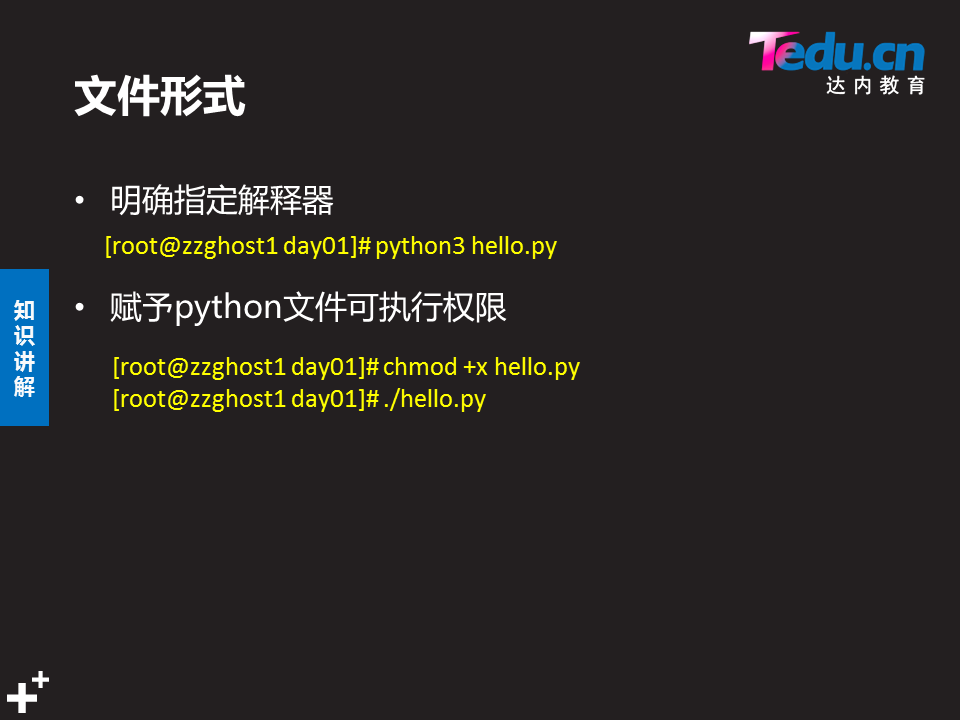 Tedu.cn
达内教育
文件形式
• 明确指定解释器
[root@zzghost1 day01]# python3 hello.py
• 赋予python文件可执行权限
[root@zzghost1 day01]# chmod +x hello.py
[root@zzghost1 day01]# ./hello.py
知识讲解